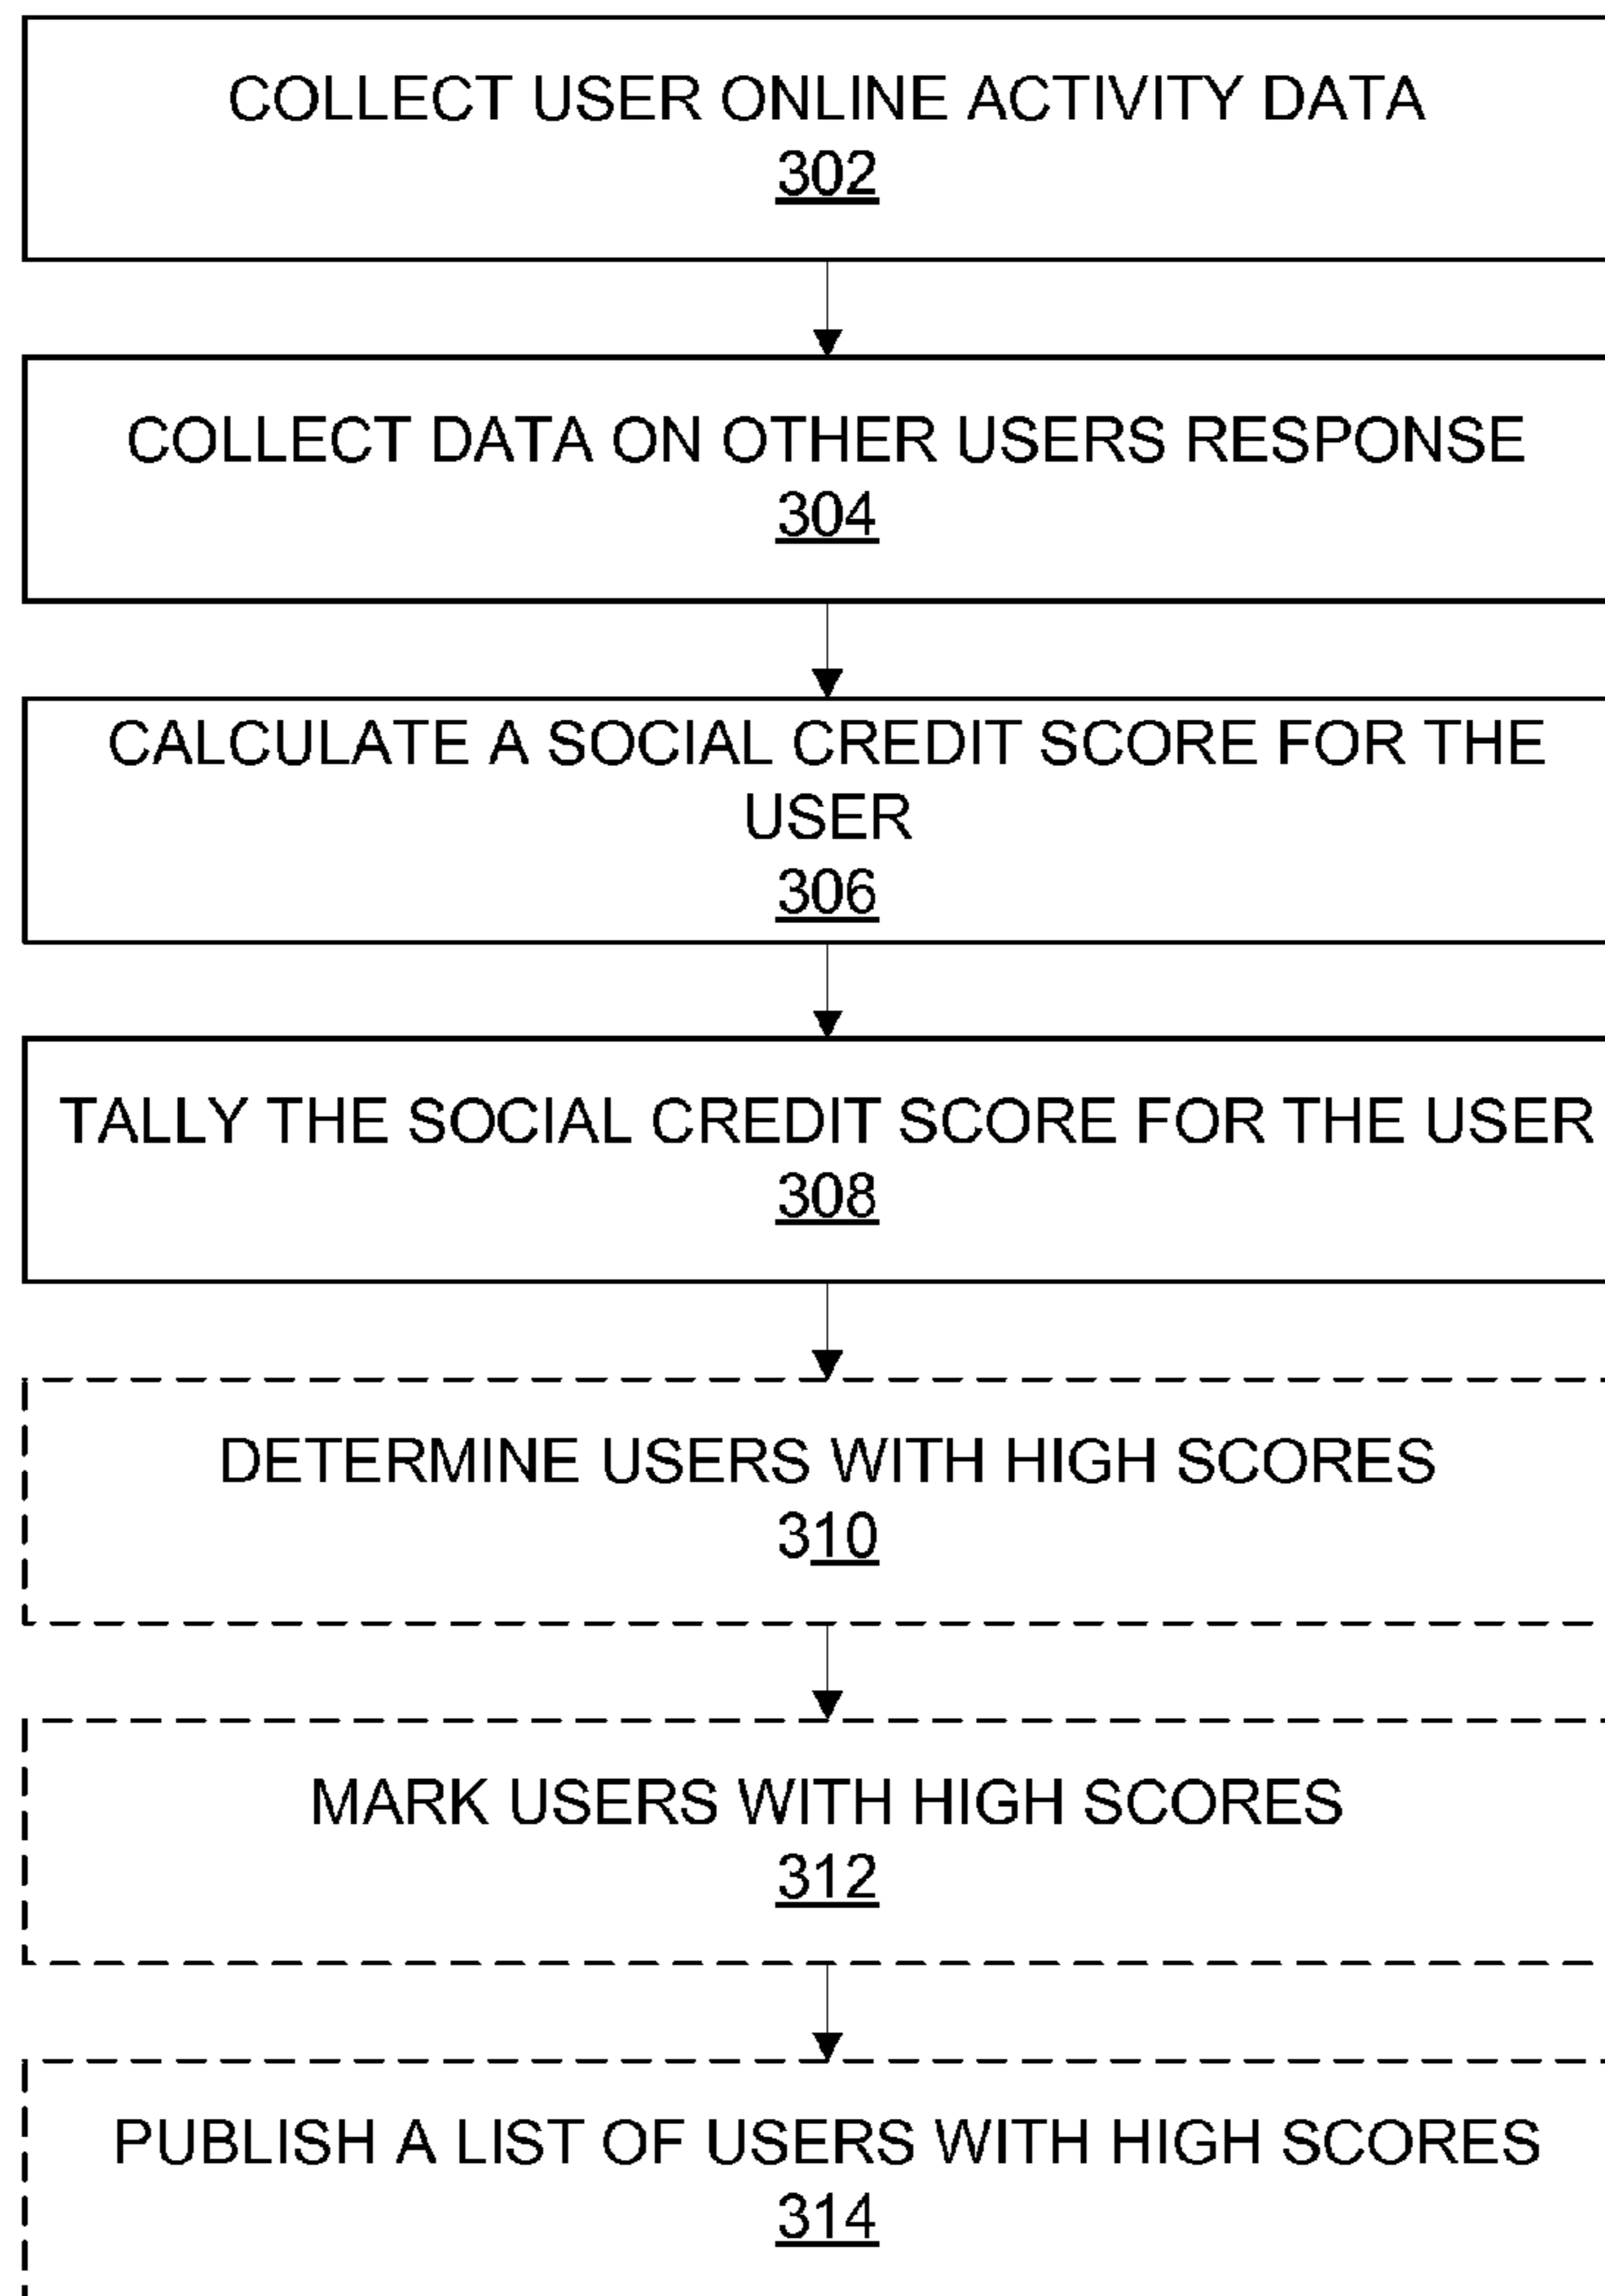 COLLECT USER ONLINE ACTIVITY DATA
302
COLLECT DATA ON OTHER USERS RESPONSE
304
CALCULATE A SOCIAL CREDIT SCORE FOR THE
USER
306
TALLY THE SOCIAL CREDIT SCORE FOR THE USER
308
DETERMINE USERS WITH HIGH SCORES
310
MARK USERS WITH HIGH SCORES
312
PUBLISH A LIST OF USERS WITH HIGH SCORES
314